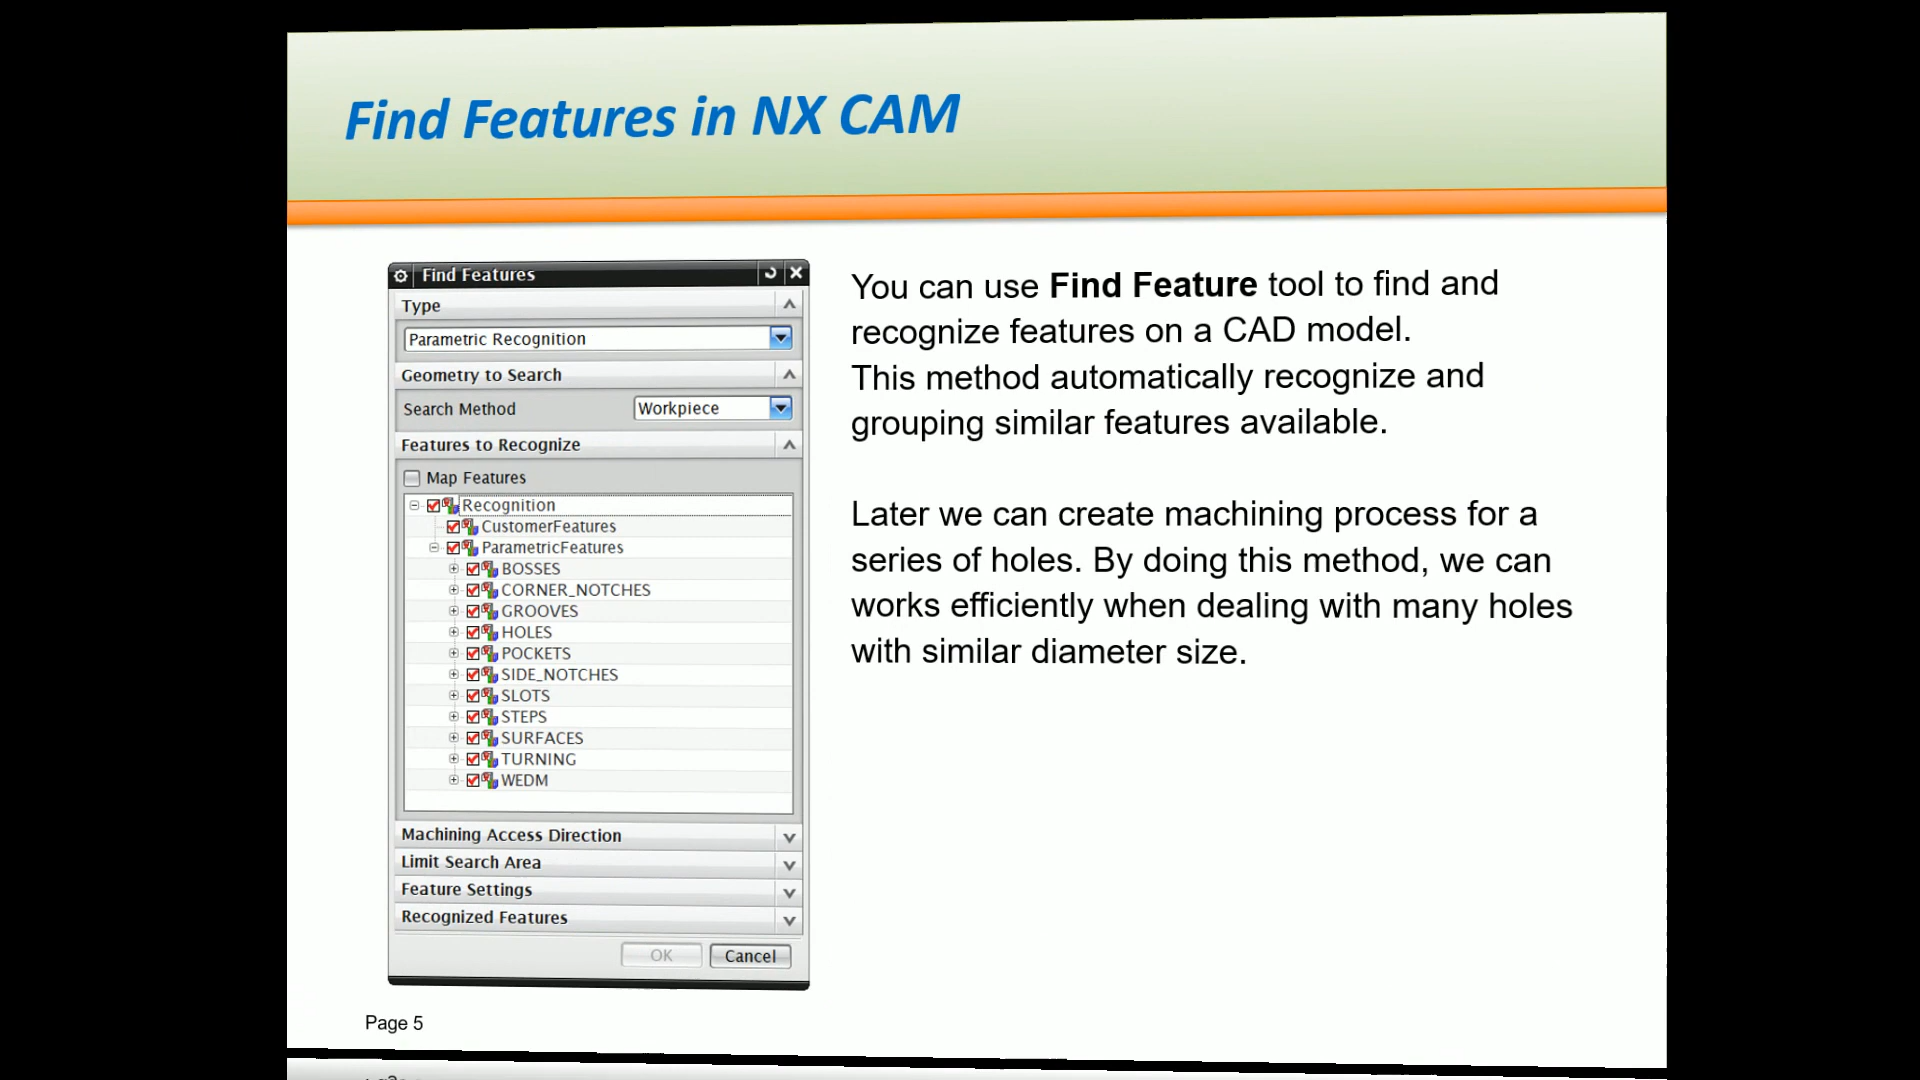 Find Features in NX CAM
Find Features
Type
Parametric Recognition
Geometry to Search
Search Method Workpiece
Features to Recognize
Map Features
Recognition
CustomerFeatures
ParametricFeatures
BOSSES
CORNER_NOTCHES
GROOVES
HOLES
POCKETS
SIDE_NOTCHES
SLOTS
STEPS
SURFACES
TURNING
WEDM
Machining Access Direction
Limit Search Area
Feature Settings
Recognized Features
OK Cancel
You can use Find Feature tool to find and
recognize features on a CAD model.
This method automatically recognize and
grouping similar features available.
Later we can create machining process for a
series of holes. By doing this method, we can
works efficiently when dealing with many holes
with similar diameter size.
Page 5